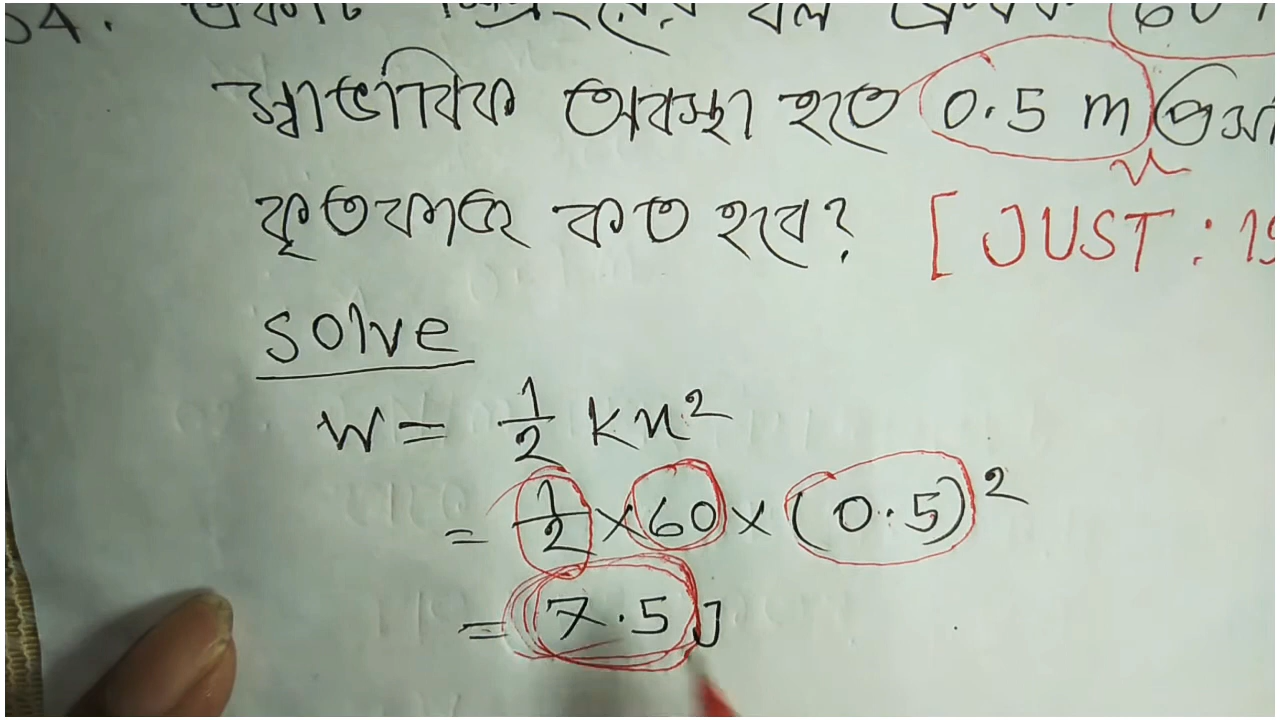 স্বাভাবিক অবস্থা হতে 0.5 m
কৃতকাজ কত হবে? [ JUST :
Solve
W = 1/2 Kx²
= 1/2 × 60 × (0.5)²
= 7.5 J